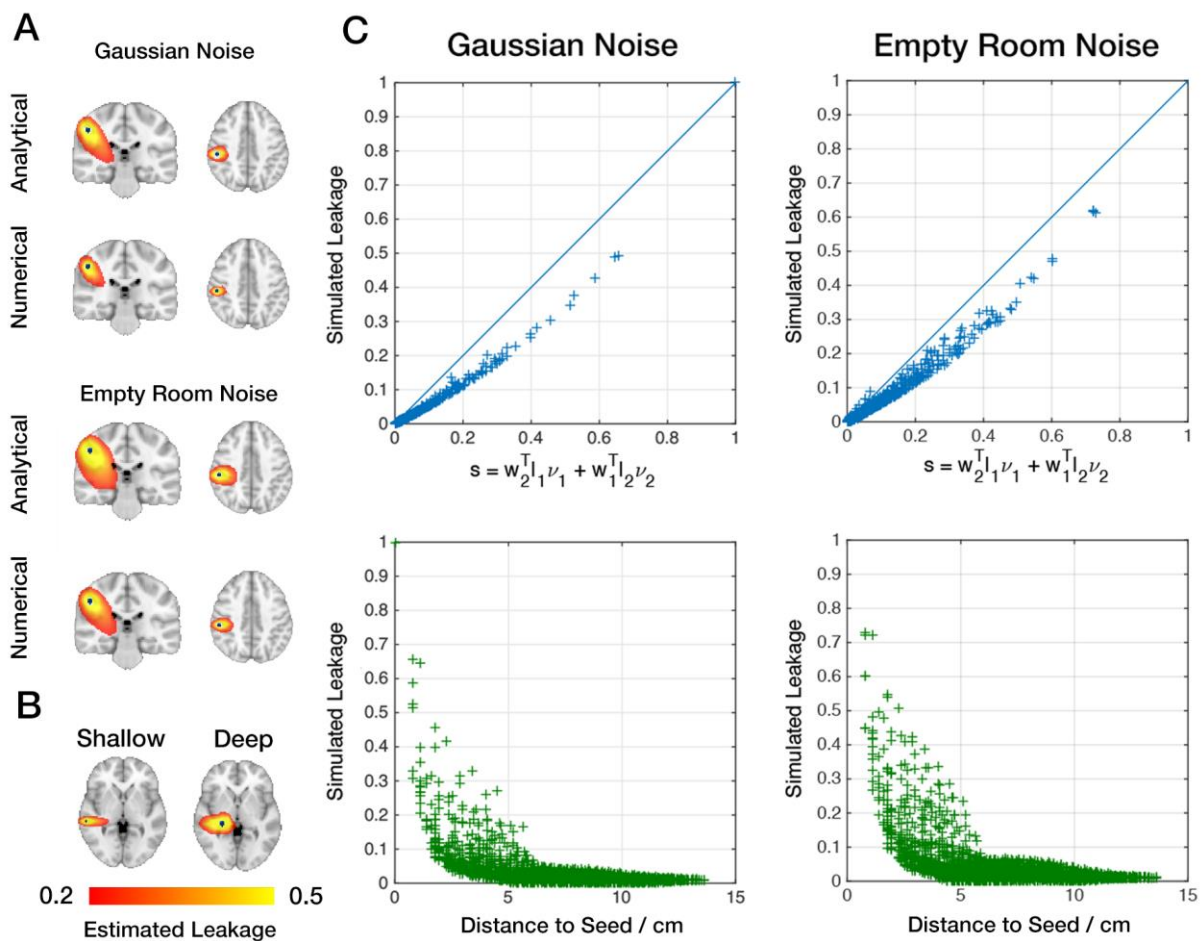 A
Gaussian Noise
Analytical
Numerical
Empty Room Noise
Analytical
Numerical
B
Shallow Deep
0.2 0.5
Estimated Leakage
C
Gaussian Noise
1
0.9
0.8
0.7
0.6
0.5
0.4
0.3
0.2
0.1
0
Simulated Leakage
0 0.2 0.4 0.6 0.8 1
s = w₂ᵀl₁ν₁ + w₁ᵀl₂ν₂
Empty Room Noise
1
0.9
0.8
0.7
0.6
0.5
0.4
0.3
0.2
0.1
0
Simulated Leakage
0 0.2 0.4 0.6 0.8 1
s = w₂ᵀl₁ν₁ + w₁ᵀl₂ν₂
1
0.9
0.8
0.7
0.6
0.5
0.4
0.3
0.2
0.1
0
Simulated Leakage
0 5 10 15
Distance to Seed / cm
1
0.9
0.8
0.7
0.6
0.5
0.4
0.3
0.2
0.1
0
Simulated Leakage
0 5 10 15
Distance to Seed / cm